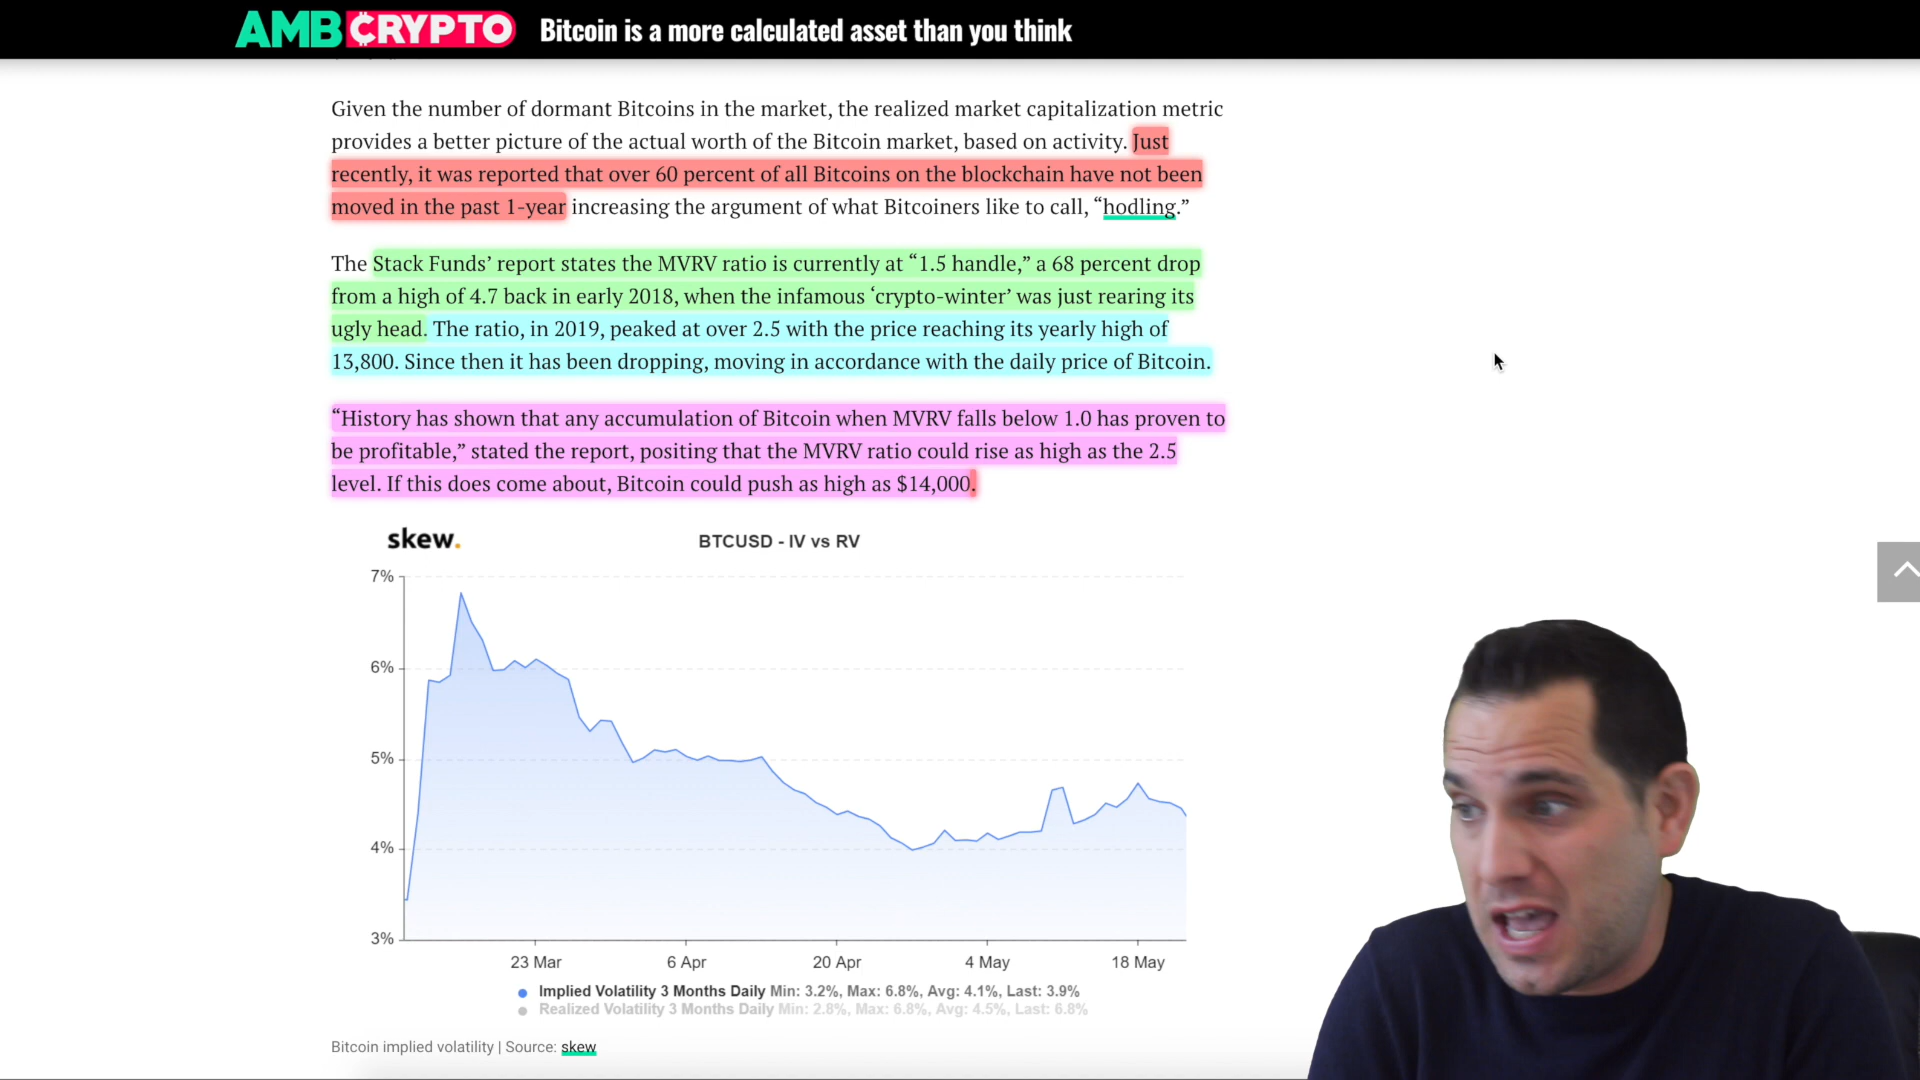 AMBCRYPTO Bitcoin is a more calculated asset than you think
Given the number of dormant Bitcoins in the market, the realized market capitalization metric
provides a better picture of the actual worth of the Bitcoin market, based on activity. Just
recently, it was reported that over 60 percent of all Bitcoins on the blockchain have not been
moved in the past 1-year increasing the argument of what Bitcoiners like to call, “hodling.”
The Stack Funds’ report states the MVRV ratio is currently at “1.5 handle,” a 68 percent drop
from a high of 4.7 back in early 2018, when the infamous ‘crypto-winter’ was just rearing its
ugly head. The ratio, in 2019, peaked at over 2.5 with the price reaching its yearly high of
13,800. Since then it has been dropping, moving in accordance with the daily price of Bitcoin.
“History has shown that any accumulation of Bitcoin when MVRV falls below 1.0 has proven to
be profitable,” stated the report, positing that the MVRV ratio could rise as high as the 2.5
level. If this does come about, Bitcoin could push as high as $14,000.
skew. BTCUSD - IV vs RV
7%
6%
5%
4%
3%
23 Mar 6 Apr 20 Apr 4 May 18 May
Implied Volatility 3 Months Daily Min: 3.2%, Max: 6.8%, Avg: 4.1%, Last: 3.9%
Realized Volatility 3 Months Daily Min: 2.8%, Max: 6.8%, Avg: 4.5%, Last: 6.8%
Bitcoin implied volatility | Source: skew